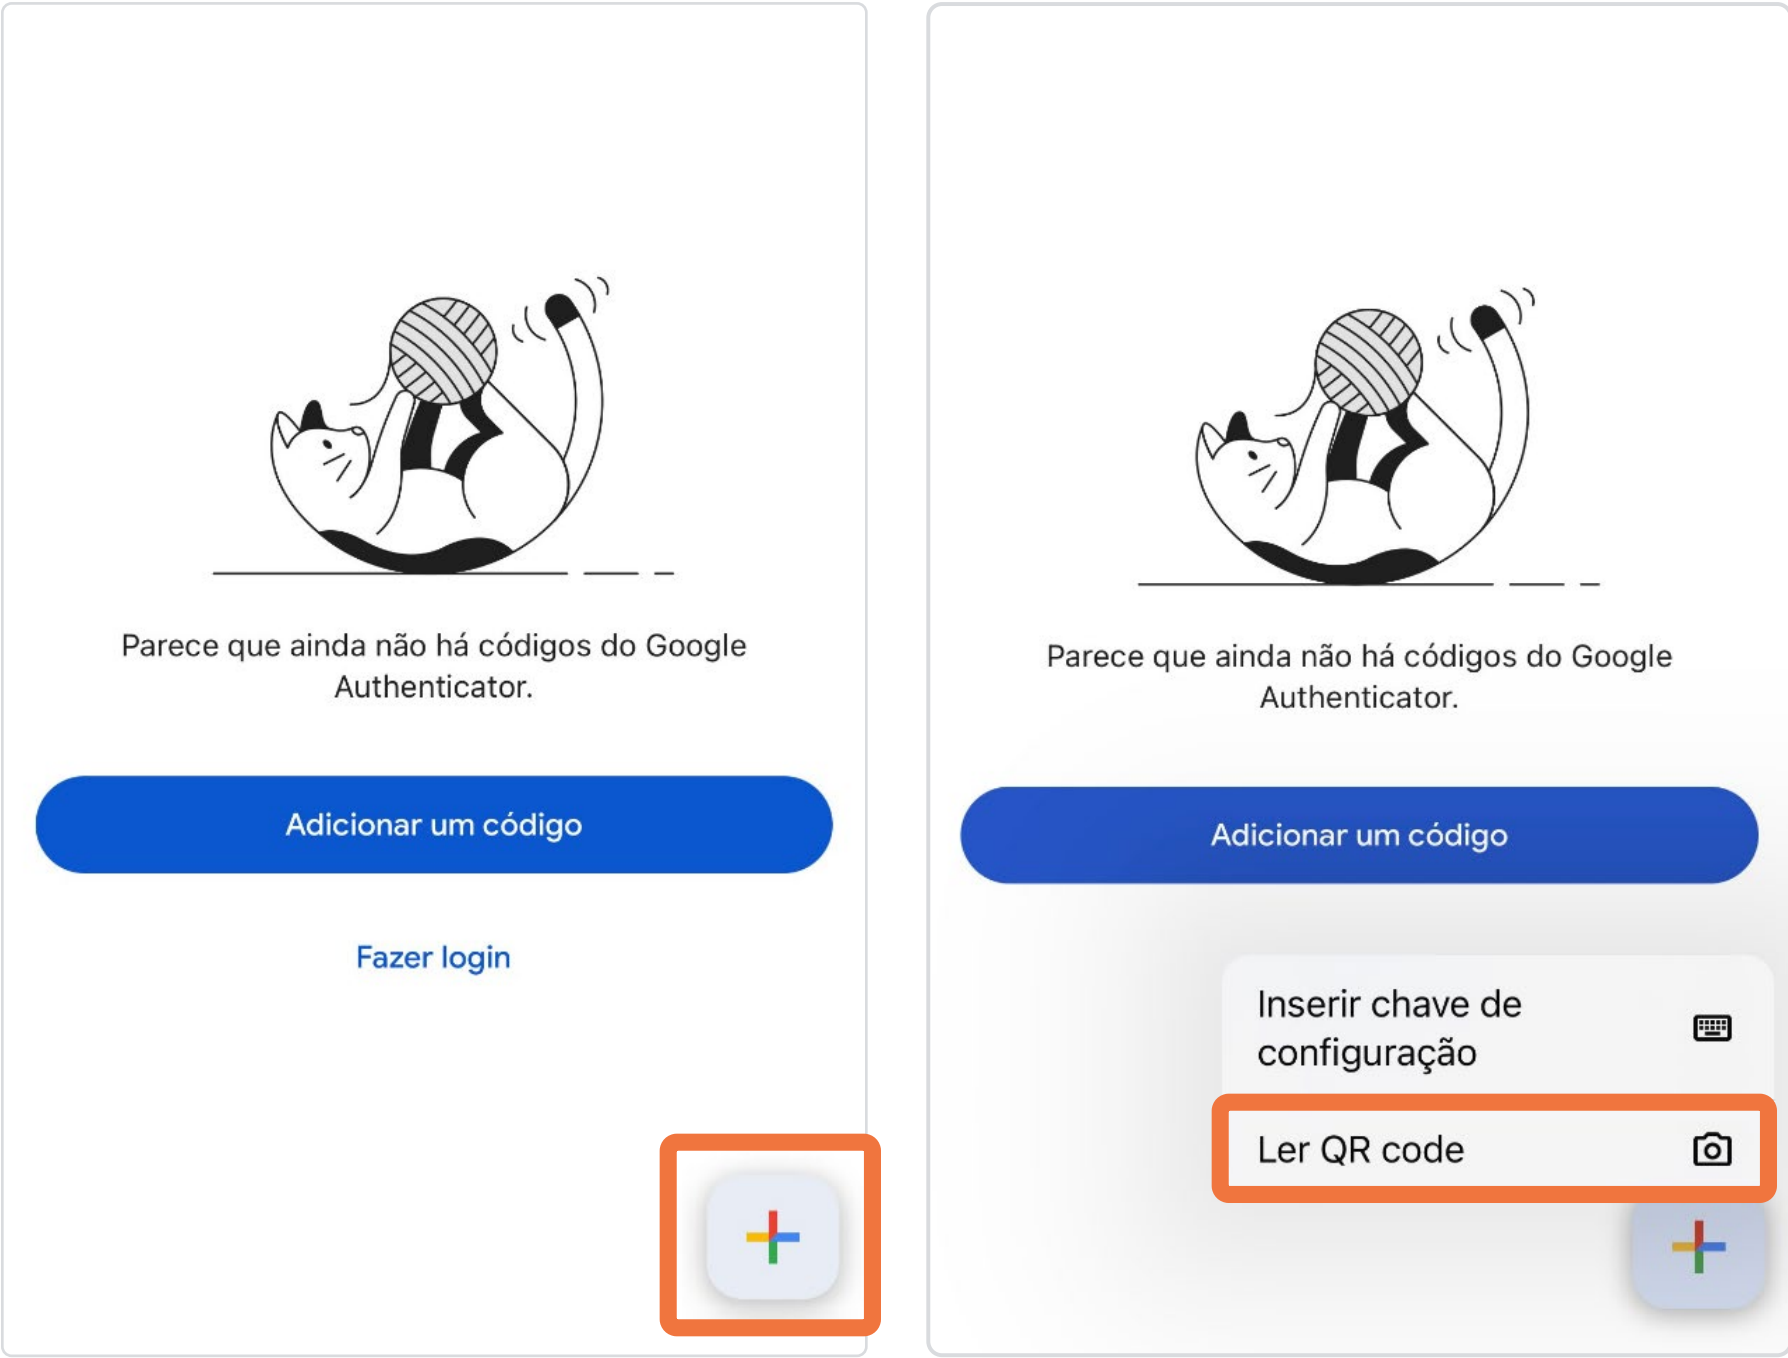 Parece que ainda não há códigos do Google
Authenticator.
Adicionar um código
Fazer login
Parece que ainda não há códigos do Google
Authenticator.
Adicionar um código
Inserir chave de
configuração
Ler QR code